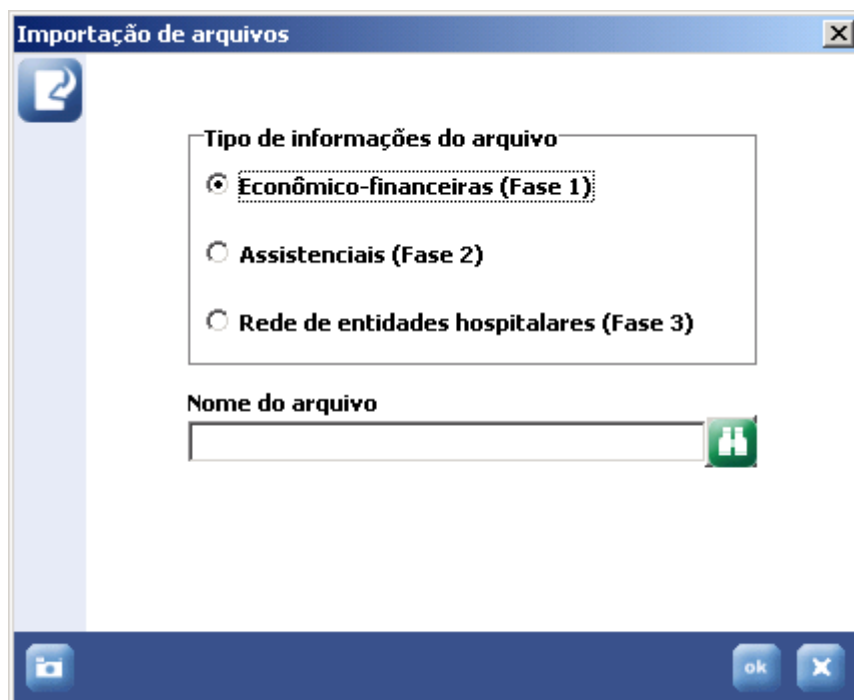 Importação de arquivos
Tipo de informações do arquivo
Econômico-financeiras (Fase 1)
Assistenciais (Fase 2)
Rede de entidades hospitalares (Fase 3)
Nome do arquivo
ok